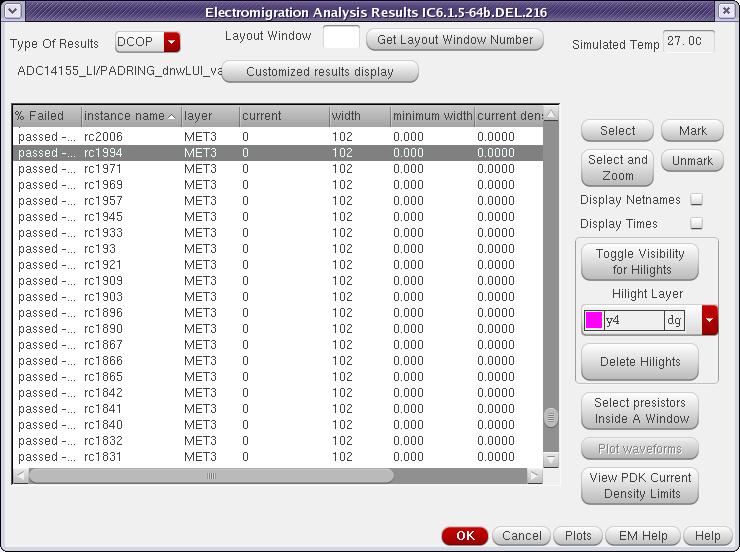 Electromigration Analysis Results IC6.1.5-64b.DEL.216
Type Of Results DCOP Layout Window Get Layout Window Number Simulated Temp 27.0C
ADC14155_LI/PADRING_dnwLUI_va Customized results display
% Failed instance name layer current width minimum width current den
passed -... rc2006 MET3 0 102 0.000 0.0000
passed -... rc1994 MET3 0 102 0.000 0.0000
passed -... rc1971 MET3 0 102 0.000 0.0000
passed -... rc1969 MET3 0 102 0.000 0.0000
passed -... rc1957 MET3 0 102 0.000 0.0000
passed -... rc1945 MET3 0 102 0.000 0.0000
passed -... rc1933 MET3 0 102 0.000 0.0000
passed -... rc193 MET3 0 102 0.000 0.0000
passed -... rc1921 MET3 0 102 0.000 0.0000
passed -... rc1909 MET3 0 102 0.000 0.0000
passed -... rc1903 MET3 0 102 0.000 0.0000
passed -... rc1896 MET3 0 102 0.000 0.0000
passed -... rc1890 MET3 0 102 0.000 0.0000
passed -... rc1867 MET3 0 102 0.000 0.0000
passed -... rc1866 MET3 0 102 0.000 0.0000
passed -... rc1865 MET3 0 102 0.000 0.0000
passed -... rc1842 MET3 0 102 0.000 0.0000
passed -... rc1841 MET3 0 102 0.000 0.0000
passed -... rc1840 MET3 0 102 0.000 0.0000
passed -... rc1832 MET3 0 102 0.000 0.0000
passed -... rc1831 MET3 0 102 0.000 0.0000
Select Mark
Select and
Zoom
Unmark
Display Netnames
Display Times
Toggle Visibility
for Hilights
Hilight Layer
y4 dg
Delete Hilights
Select presistors
Inside A Window
Plot waveforms
View PDK Current
Density Limits
OK Cancel Plots EM Help Help